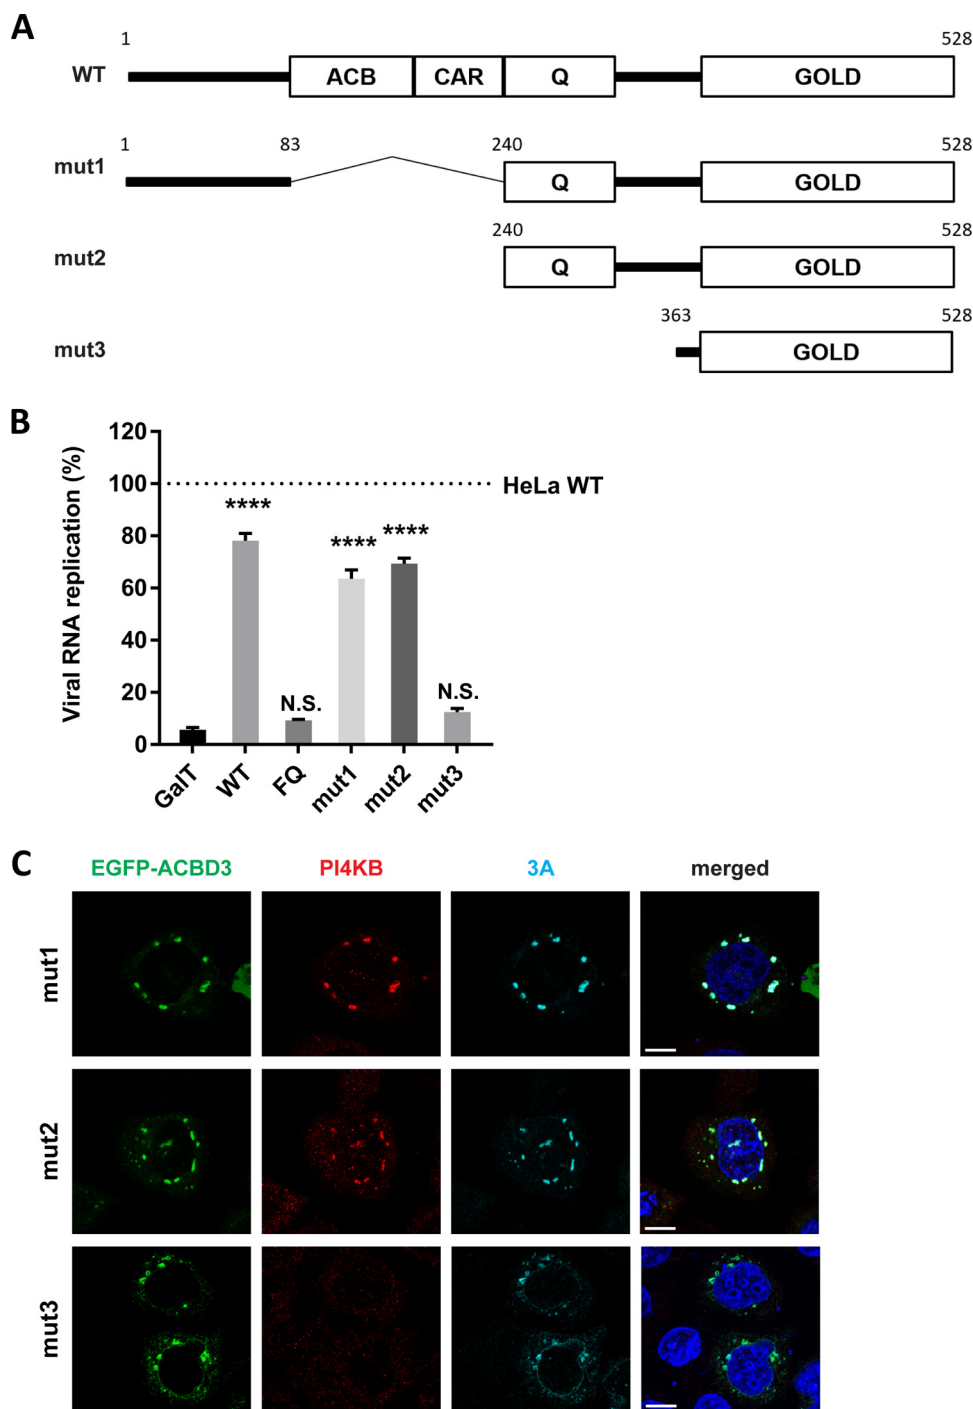 A
1 528
WT ACB CAR Q GOLD
1 83 240 528
mut1 Q GOLD
240 528
mut2 Q GOLD
363 528
mut3 GOLD
B
Viral RNA replication (%)
120
100
80
60
40
20
0
HeLa WT
**** **** ****
N.S. N.S.
GalT WT FQ mut1 mut2 mut3
C
EGFP-ACBD3 PI4KB 3A merged
mut1
mut2
mut3